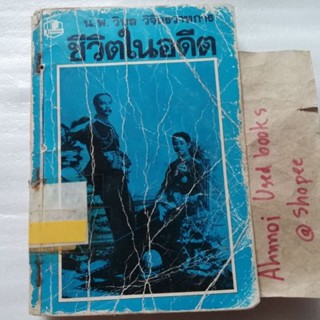 น.พ. วิบูล วิจิตรวาทการ
ชีวิตในอดีต
Ahnnoi Used books
@ shopee